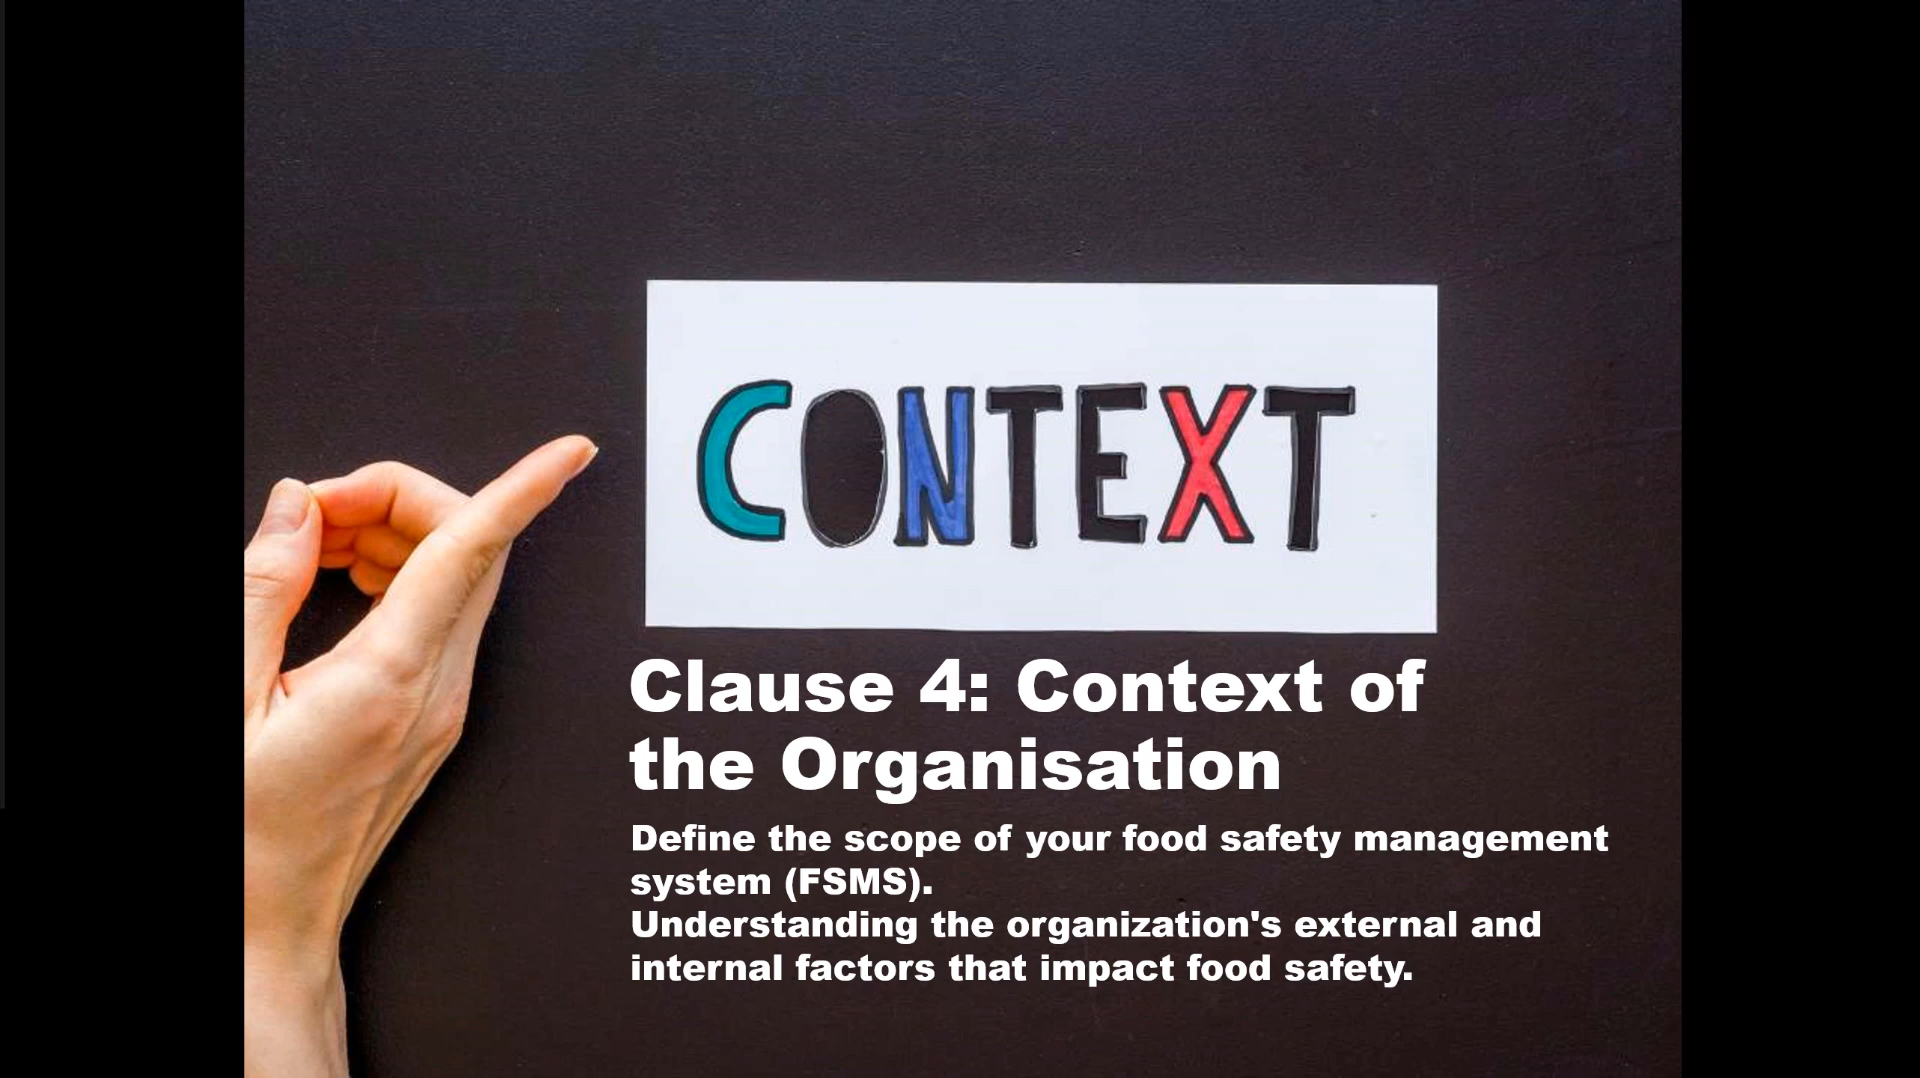 CONTEXT
Clause 4: Context of
the Organisation
Define the scope of your food safety management
system (FSMS).
Understanding the organization's external and
internal factors that impact food safety.